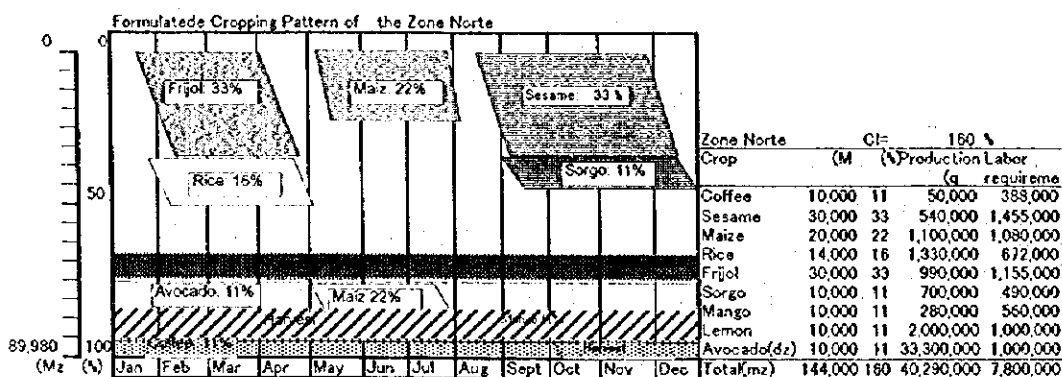 Formulatede Cropping Pattern of the Zone Norte
0 0
Frijol: 33%
Maiz: 22%
Sesame: 33 %
Rice: 16%
Sorgo: 11%
50
Avocado: 11%
Maiz 22%
Harvest
Coffee: 11%
Harvest
89,980 100
(Mz (%)
Jan Feb Mar Apr May Jun Jul Aug Sept Oct Nov Dec
Zone Norte CI= 160 %
Crop (M (%) Production Labor
(q requireme
Coffee 10,000 11 50,000 388,000
Sesame 30,000 33 540,000 1,455,000
Maize 20,000 22 1,100,000 1,080,000
Rice 14,000 16 1,330,000 672,000
Frijol 30,000 33 990,000 1,155,000
Sorgo 10,000 11 700,000 490,000
Mango 10,000 11 280,000 560,000
Lemon 10,000 11 2,000,000 1,000,000
Avocado(dz) 10,000 11 33,300,000 1,000,000
Total(mz) 144,000 160 40,290,000 7,800,000